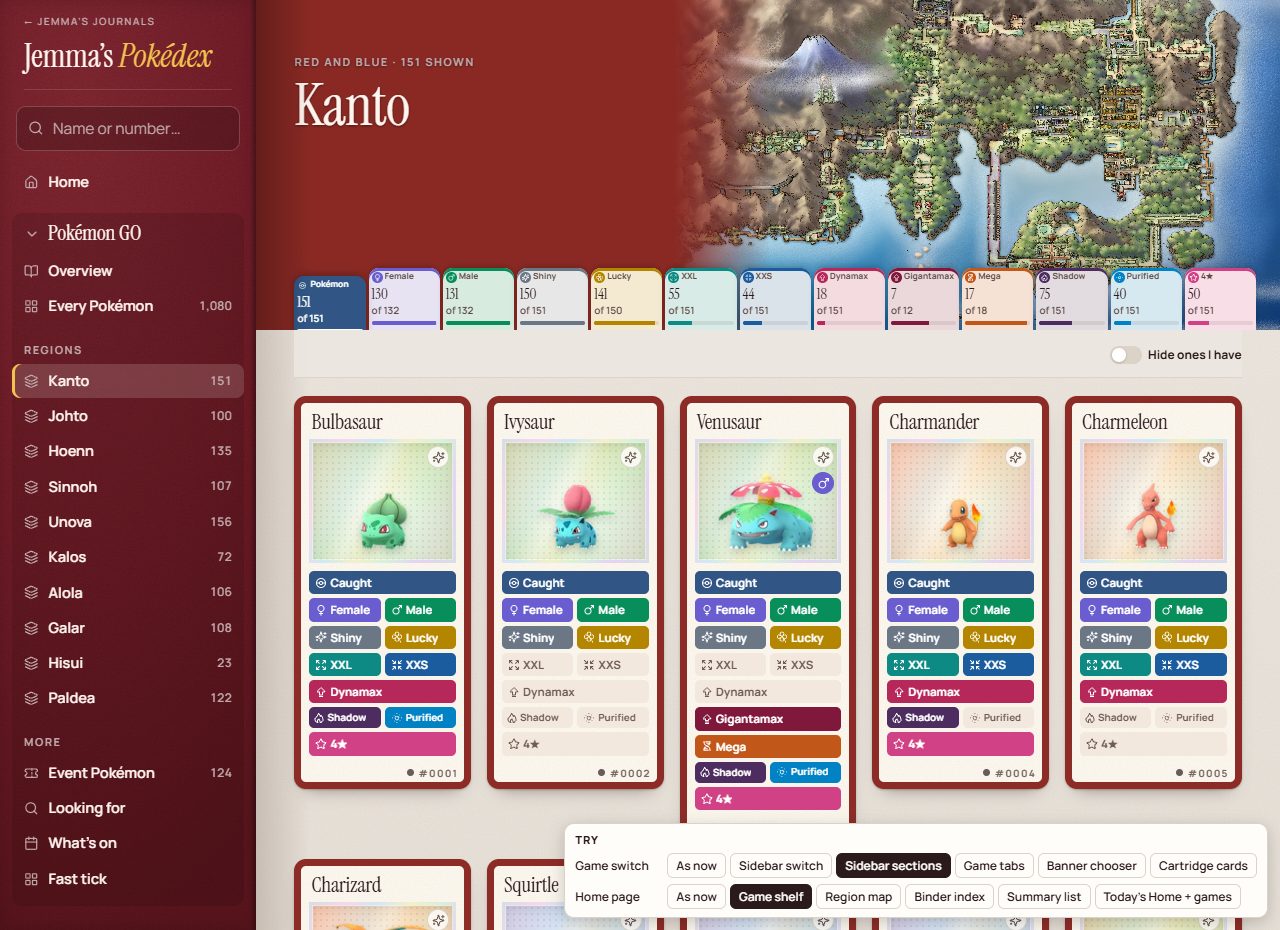 ← JEMMA'S JOURNALS
Jemma's Pokédex
Name or number...
Home
Pokémon GO
Overview
Every Pokémon 1,080
REGIONS
Kanto 151
Johto 100
Hoenn 135
Sinnoh 107
Unova 156
Kalos 72
Alola 106
Galar 108
Hisui 23
Paldea 122
MORE
Event Pokémon 124
Looking for
What's on
Fast tick
RED AND BLUE · 151 SHOWN
Kanto
Pokémon 151 of 151
Female 130 of 132
Male 131 of 132
Shiny 150 of 151
Lucky 141 of 150
XXL 55 of 151
XXS 44 of 151
Dynamax 18 of 151
Gigantamax 7 of 12
Mega 17 of 18
Shadow 75 of 151
Purified 40 of 151
4★ 50 of 151
Hide ones I have
Bulbasaur
Caught
Female Male
Shiny Lucky
XXL XXS
Dynamax
Shadow Purified
4★
#0001
Ivysaur
Caught
Female Male
Shiny Lucky
XXL XXS
Dynamax
Shadow Purified
4★
#0002
Venusaur
Caught
Female Male
Shiny Lucky
XXL XXS
Dynamax
Gigantamax
Mega
Shadow Purified
4★
Charmander
Caught
Female Male
Shiny Lucky
XXL XXS
Dynamax
Shadow Purified
4★
#0004
Charmeleon
Caught
Female Male
Shiny Lucky
XXL XXS
Dynamax
Shadow Purified
4★
#0005
Charizard
Squirtle
TRY
Game switch As now Sidebar switch Sidebar sections Game tabs Banner chooser Cartridge cards
Home page As now Game shelf Region map Binder index Summary list Today's Home + games